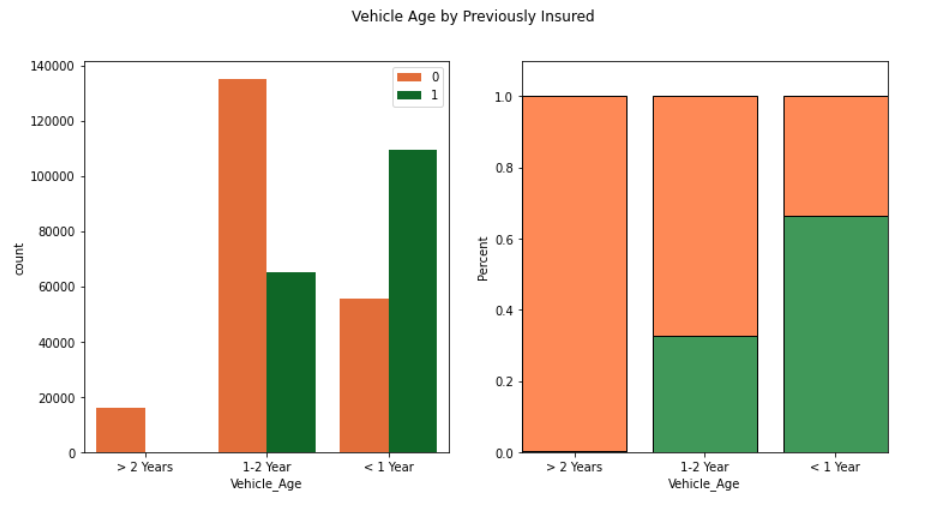 Vehicle Age by Previously Insured
140000
120000
100000
80000
60000
40000
20000
0
count
0
1
> 2 Years
1-2 Year
< 1 Year
Vehicle_Age
1.0
0.8
0.6
0.4
0.2
0.0
Percent
> 2 Years
1-2 Year
< 1 Year
Vehicle_Age